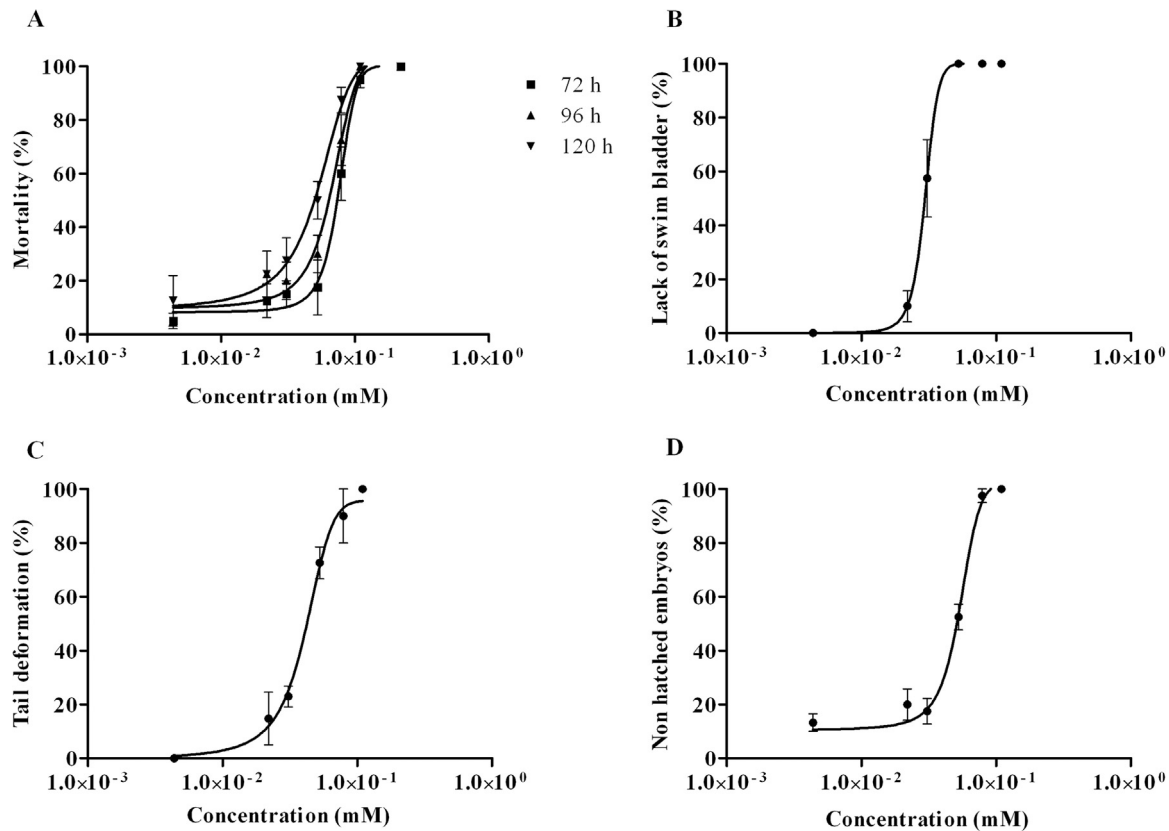 A
Mortality (%)
100
80
60
40
20
0
1.0×10⁻³ 1.0×10⁻² 1.0×10⁻¹ 1.0×10⁰
Concentration (mM)
72 h
96 h
120 h
B
Lack of swim bladder (%)
100
80
60
40
20
0
1.0×10⁻³ 1.0×10⁻² 1.0×10⁻¹ 1.0×10⁰
Concentration (mM)
C
Tail deformation (%)
100
80
60
40
20
0
1.0×10⁻³ 1.0×10⁻² 1.0×10⁻¹ 1.0×10⁰
Concentration (mM)
D
Non hatched embryos (%)
100
80
60
40
20
0
1.0×10⁻³ 1.0×10⁻² 1.0×10⁻¹ 1.0×10⁰
Concentration (mM)